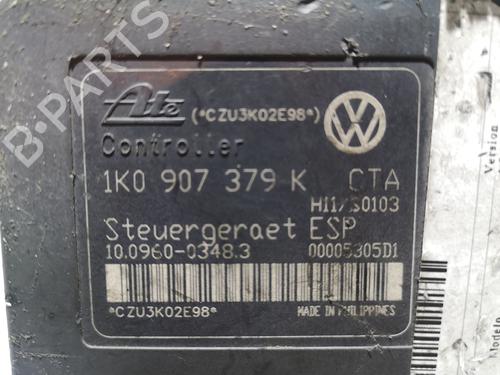 B-Parts
Ate
(*CZU3K02E98*)
Controller
1K0 907 379 K CTA
H11/S0103
Steuergeraet ESP
10.0960-0348.3 00005305D1
*CZU3K02E98*
MADE IN PHILIPPINES
Version